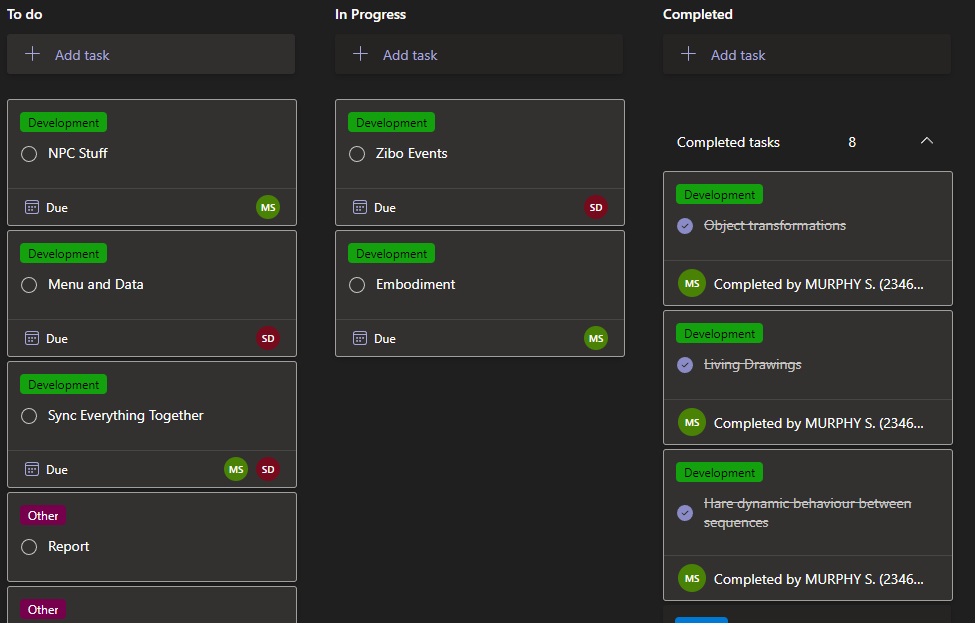 To do
Add task
Development
NPC Stuff
Due
MS
Development
Menu and Data
Due
SD
Development
Sync Everything Together
Due
MS SD
Other
Report
Other
In Progress
Add task
Development
Zibo Events
Due
SD
Development
Embodiment
Due
MS
Completed
Add task
Completed tasks 8
Development
Object transformations
MS Completed by MURPHY S. (2346...
Development
Living Drawings
MS Completed by MURPHY S. (2346...
Development
Hare dynamic behaviour between
sequences
MS Completed by MURPHY S. (2346...